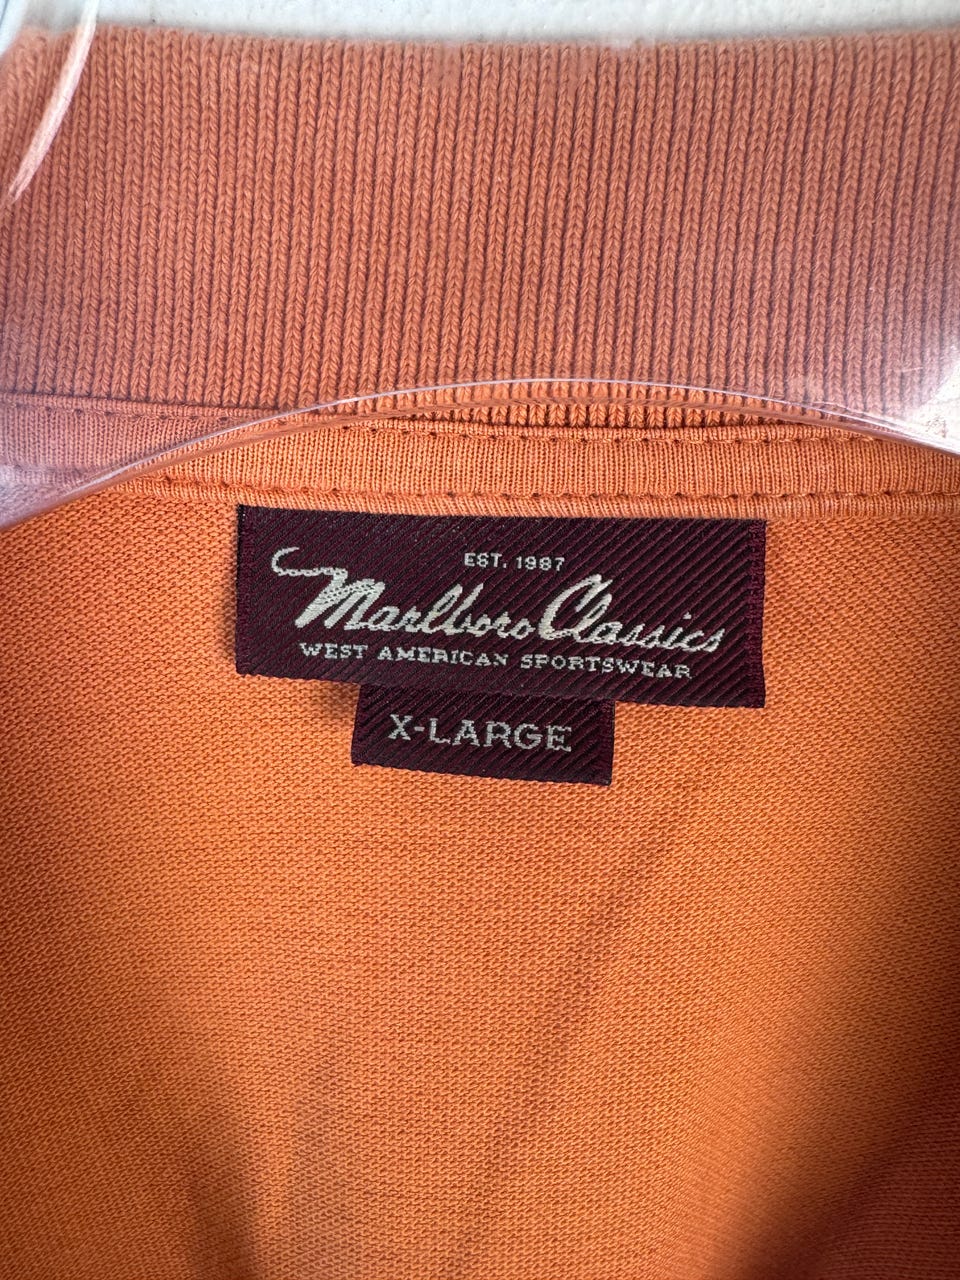 EST. 1987
Marlboro Classics
WEST AMERICAN SPORTSWEAR
X-LARGE